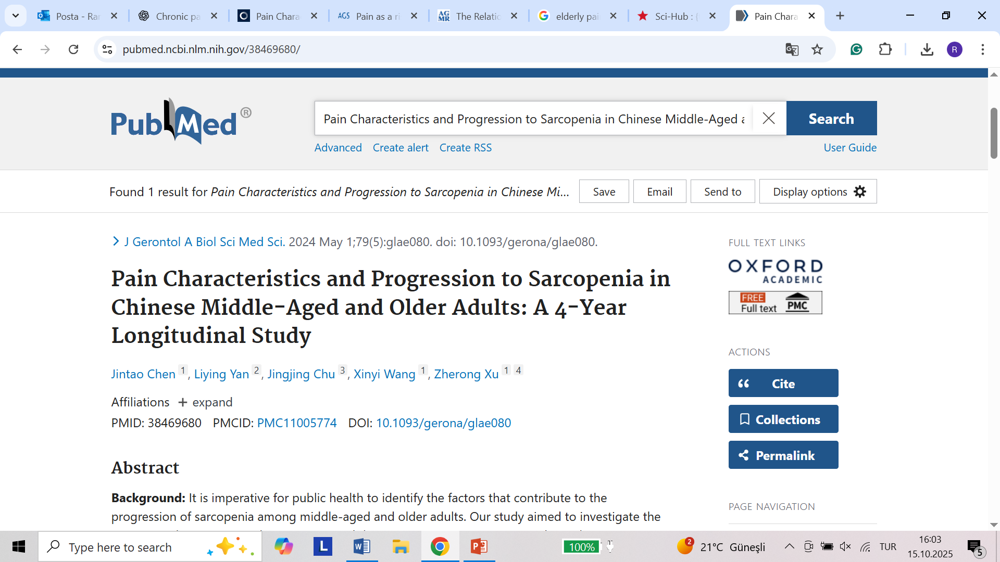 Posta - Rar
Chronic pa
Pain Chara
AGS Pain as a ri
AG MR The Relatio
elderly pai
Sci-Hub : (
Pain Chara
pubmed.ncbi.nlm.nih.gov/38469680/
R
PubMed®
Pain Characteristics and Progression to Sarcopenia in Chinese Middle-Aged a
Search
Advanced Create alert Create RSS
User Guide
Found 1 result for Pain Characteristics and Progression to Sarcopenia in Chinese Mi...
Save
Email
Send to
Display options
J Gerontol A Biol Sci Med Sci. 2024 May 1;79(5):glae080. doi: 10.1093/gerona/glae080.
Pain Characteristics and Progression to Sarcopenia in
Chinese Middle-Aged and Older Adults: A 4-Year
Longitudinal Study
Jintao Chen 1, Liying Yan 2, Jingjing Chu 3, Xinyi Wang 1, Zherong Xu 1 4
Affiliations + expand
PMID: 38469680 PMCID: PMC11005774 DOI: 10.1093/gerona/glae080
Abstract
Background: It is imperative for public health to identify the factors that contribute to the
progression of sarcopenia among middle-aged and older adults. Our study aimed to investigate the
FULL TEXT LINKS
OXFORD
ACADEMIC
FREE
Full text PMC
ACTIONS
Cite
Collections
Permalink
PAGE NAVIGATION
Type here to search
L
100%
2
21°C Güneşli
TUR
16:03
15.10.2025
5